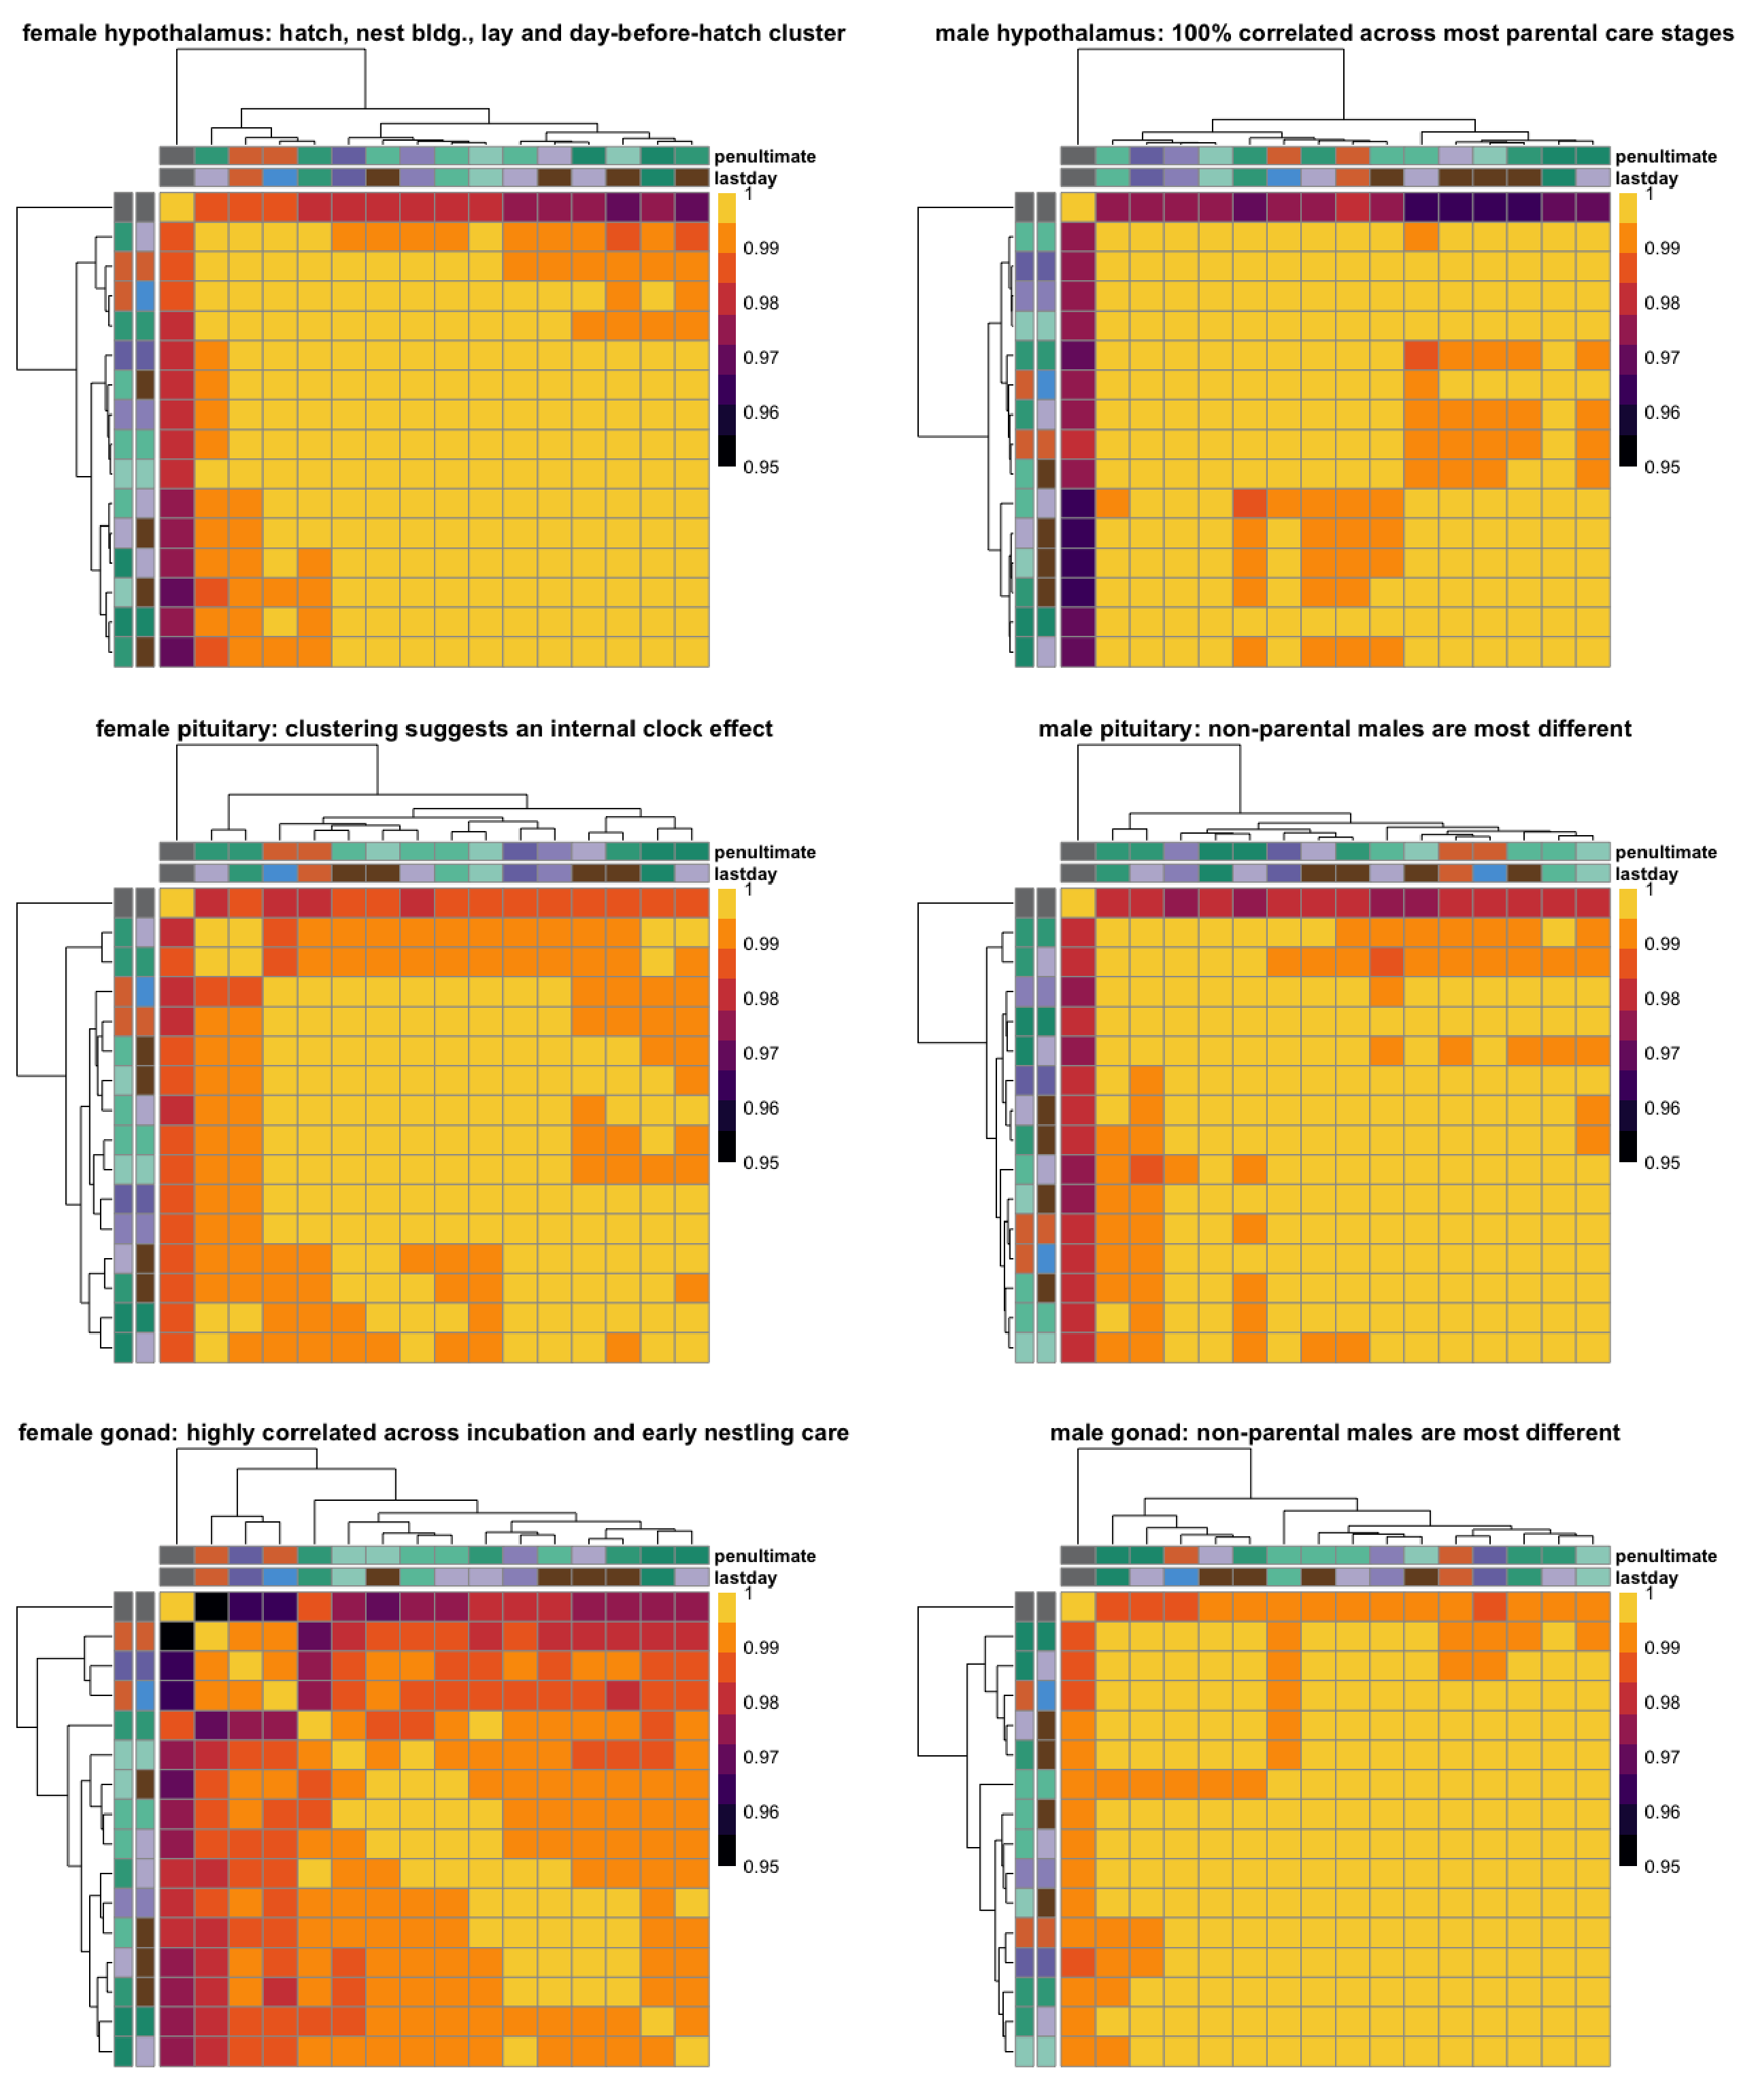 female hypothalamus: hatch, nest bldg., lay and day-before-hatch cluster
penultimate
lastday
1
0.99
0.98
0.97
0.96
0.95
male hypothalamus: 100% correlated across most parental care stages
penultimate
lastday
1
0.99
0.98
0.97
0.96
0.95
female pituitary: clustering suggests an internal clock effect
penultimate
lastday
1
0.99
0.98
0.97
0.96
0.95
male pituitary: non-parental males are most different
penultimate
lastday
1
0.99
0.98
0.97
0.96
0.95
female gonad: highly correlated across incubation and early nestling care
penultimate
lastday
1
0.99
0.98
0.97
0.96
0.95
male gonad: non-parental males are most different
penultimate
lastday
1
0.99
0.98
0.97
0.96
0.95